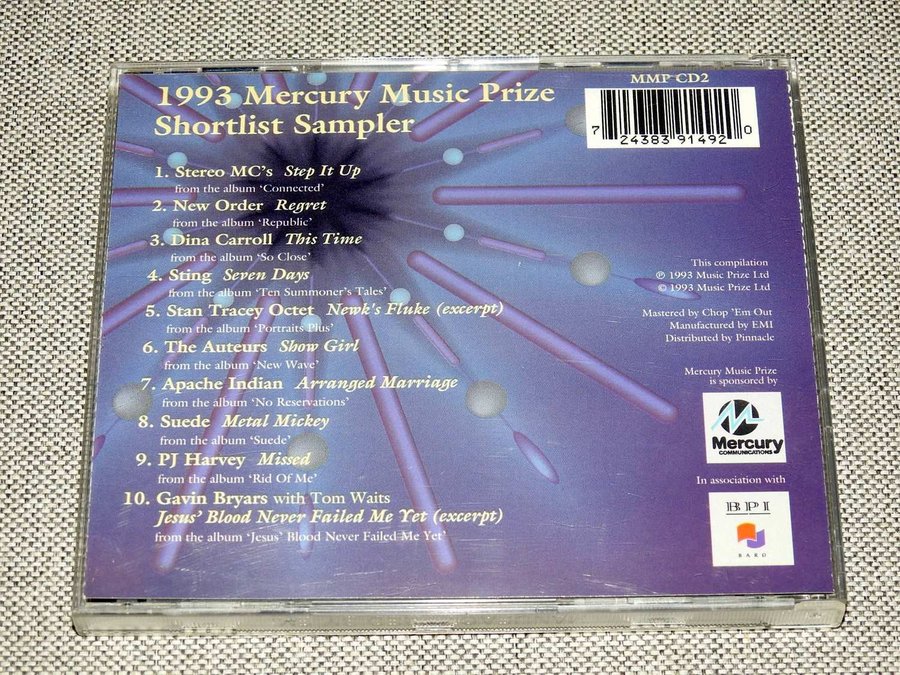 1993 Mercury Music Prize
Shortlist Sampler
MMP CD2
7 24383 91492 0
1. Stereo MC's Step It Up
from the album 'Connected'
2. New Order Regret
from the album 'Republic'
3. Dina Carroll This Time
from the album 'So Close'
4. Sting Seven Days
from the album 'Ten Summoner's Tales'
5. Stan Tracey Octet Newk's Fluke (excerpt)
from the album 'Portraits Plus'
6. The Auteurs Show Girl
from the album 'New Wave'
7. Apache Indian Arranged Marriage
from the album 'No Reservations'
8. Suede Metal Mickey
from the album 'Suede'
9. PJ Harvey Missed
from the album 'Rid Of Me'
10. Gavin Bryars with Tom Waits
Jesus' Blood Never Failed Me Yet (excerpt)
from the album 'Jesus' Blood Never Failed Me Yet'
This compilation
℗ 1993 Music Prize Ltd
© 1993 Music Prize Ltd
Mastered by Chop 'Em Out
Manufactured by EMI
Distributed by Pinnacle
Mercury Music Prize
is sponsored by
Mercury
COMMUNICATIONS
In association with
BPI
BARD